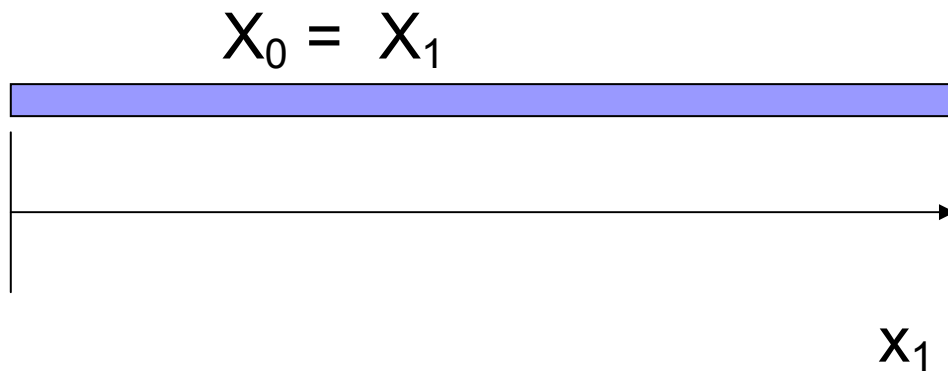 X₀ = X₁
x₁